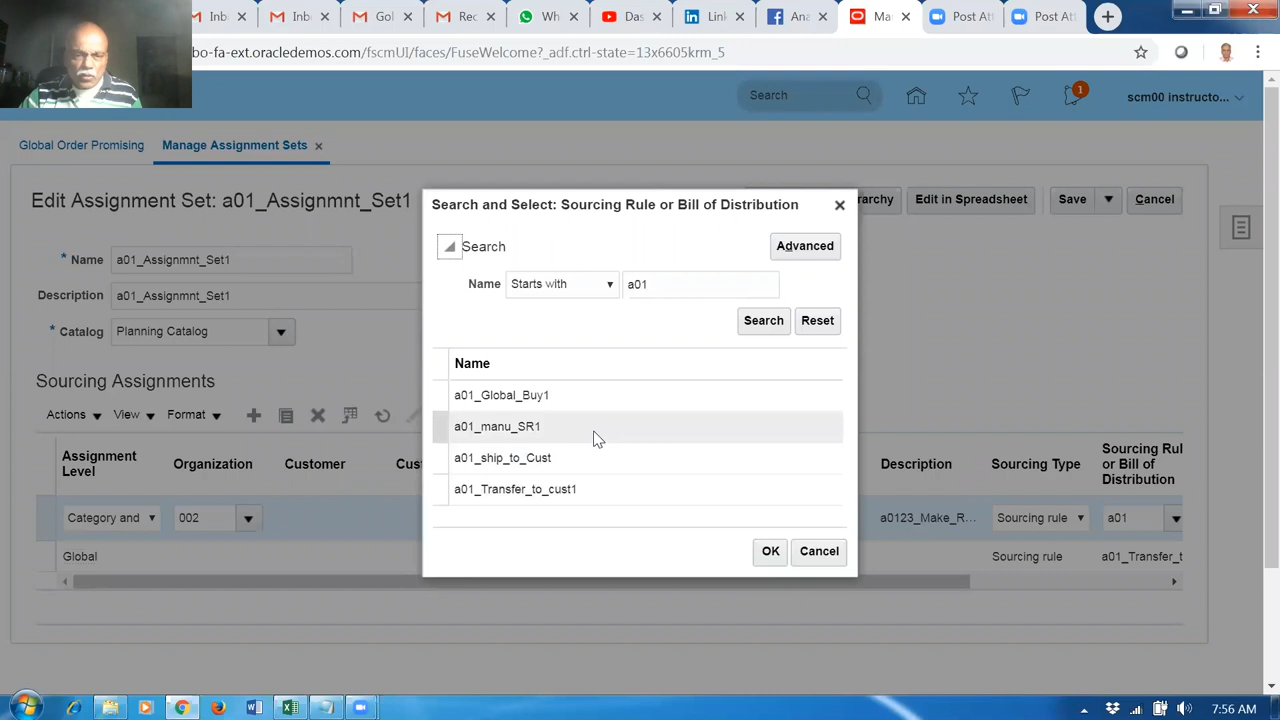 Inbo
Inb
Gol
Rec
Wh
Das
Link
Ana
Ma
Post A
Post Att
bo-fa-ext.oracledemos.com/fscmUI/faces/FuseWelcome?_adf.ctrl-state=13x6605krm_5
Search
1
scm00 instructo...
Global Order Promising
Manage Assignment Sets
Edit Assignment Set: a01_Assignmnt_Set1
rarchy
Edit in Spreadsheet
Save
Cancel
* Name a01_Assignmnt_Set1
Description a01_Assignmnt_Set1
* Catalog Planning Catalog
Sourcing Assignments
Actions View Format
Assignment Level
Organization
Customer
Cus
Description
Sourcing Type
Sourcing Rul
or Bill of
Distribution
Category and
002
a0123_Make_R...
Sourcing rule
a01
Global
Sourcing rule
a01_Transfer_t
Search and Select: Sourcing Rule or Bill of Distribution
Search
Advanced
Name Starts with a01
Search Reset
Name
a01_Global_Buy1
a01_manu_SR1
a01_ship_to_Cust
a01_Transfer_to_cust1
OK Cancel
7:56 AM